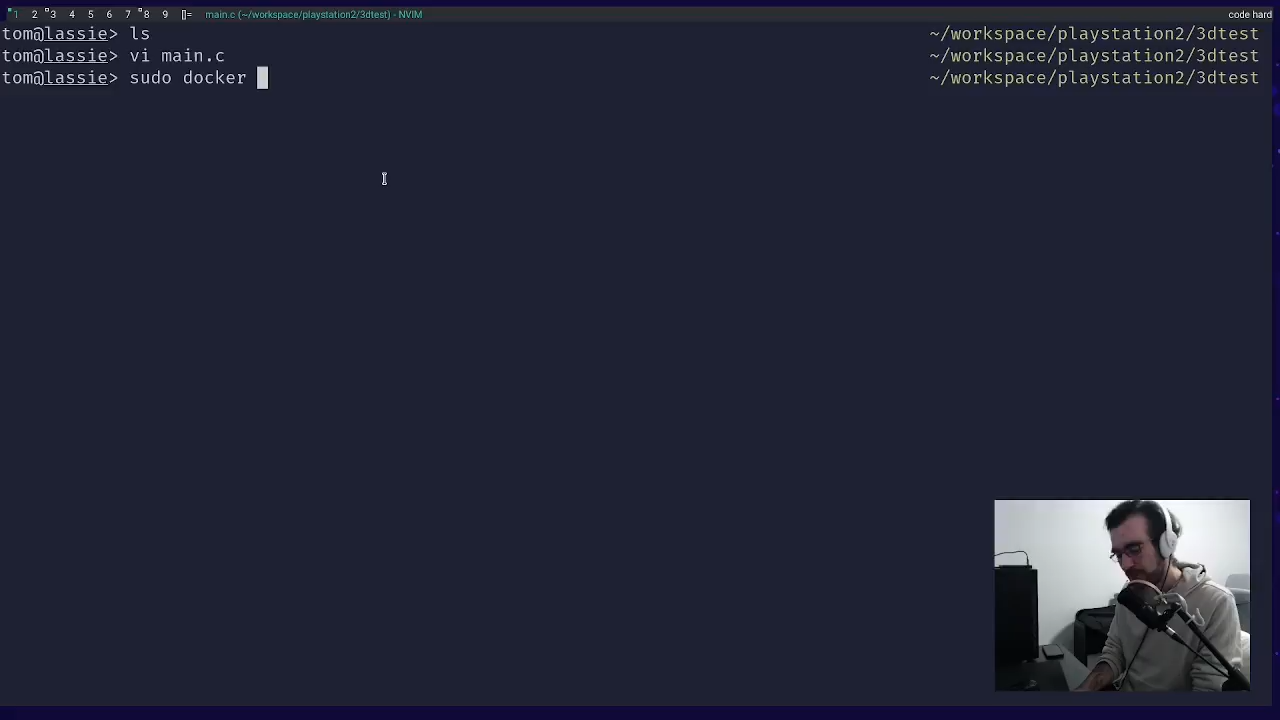 1 2 3 4 5 6 7 8 9 []= main.c (~/workspace/playstation2/3dtest) - NVIM code hard
tom@lassie> ls ~/workspace/playstation2/3dtest
tom@lassie> vi main.c ~/workspace/playstation2/3dtest
tom@lassie> sudo docker ~/workspace/playstation2/3dtest